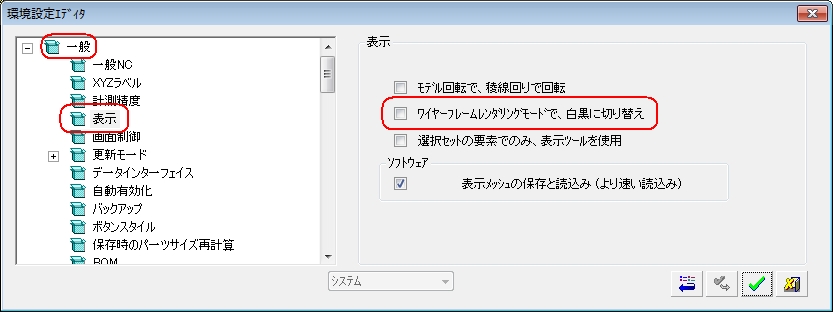 環境設定ｴﾃﾞｨﾀ
一般
一般NC
XYZラベル
計測精度
表示
画面制御
更新モード
データインターフェイス
自動有効化
バックアップ
ボタンスタイル
保存時のパーツサイズ再計算
BOM
表示
ﾓﾃﾞﾙ回転で、稜線回りで回転
ﾜｲﾔｰﾌﾚｰﾑﾚﾝﾀﾞﾘﾝｸﾞﾓｰﾄﾞで、白黒に切り替え
選択ｾｯﾄの要素でのみ、表示ﾂｰﾙを使用
ｿﾌﾄｳｪｱ
表示ﾒｯｼｭの保存と読込み (より速い読込み)
ｼｽﾃﾑ